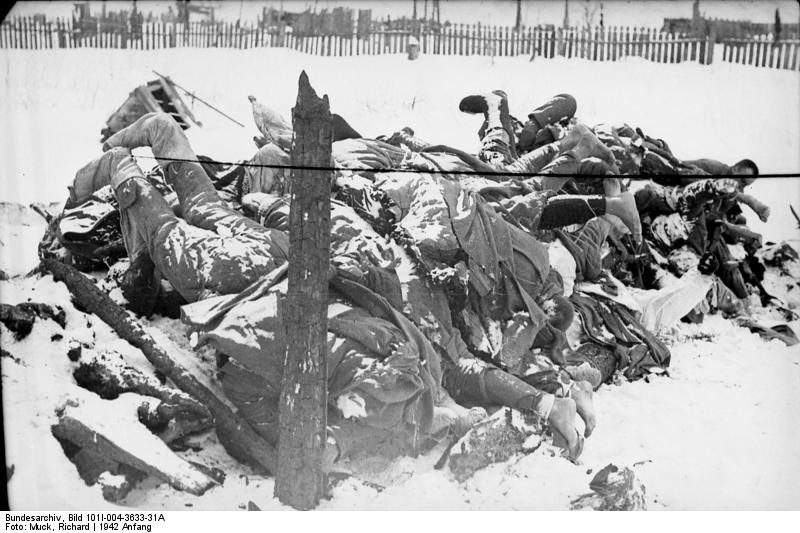 Bundesarchiv, Bild 101I-004-3633-31A
Foto: Muck, Richard | 1942 Anfang